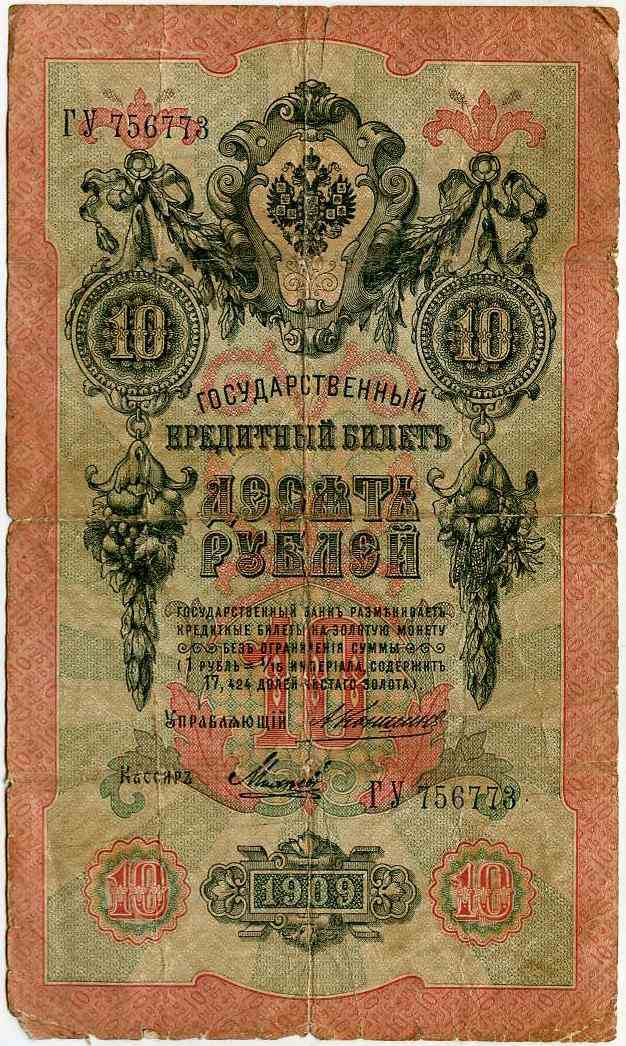 ГУ 756773
10 10
ГОСУДАРСТВЕННЫЙ
КРЕДИТНЫЙ БИЛЕТЪ
ДЕСЯТЬ
РУБЛЕЙ
ГОСУДАРСТВЕННЫЙ БАНКЪ РАЗМѢНИВАЕТЪ
КРЕДИТНЫЕ БИЛЕТЫ НА ЗОЛОТУЮ МОНЕТУ
БЕЗЪ ОГРАНИЧЕНІЯ СУММЫ
(1 РУБЛЬ = 1/15 ИМПЕРІАЛА, СОДЕРЖИТЪ
17,424 ДОЛЕЙ ЧИСТАГО ЗОЛОТА).
10
УПРАВЛЯЮЩІЙ
Кассиръ
ГУ 756773
10 1909 10